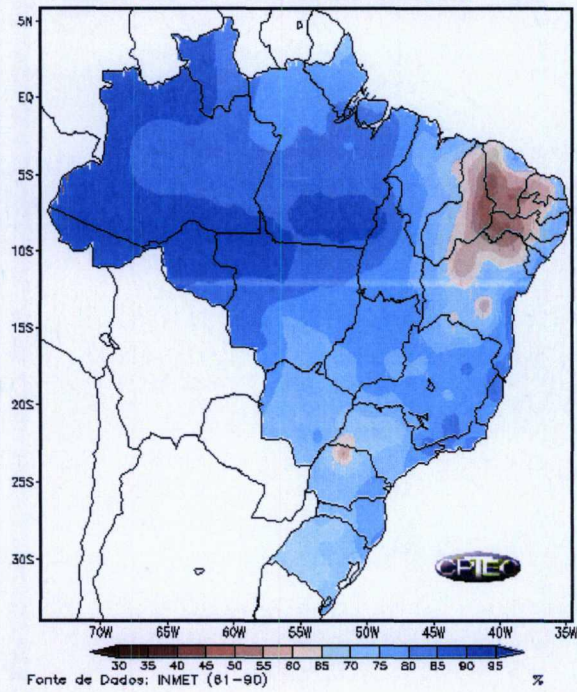 5N
EQ
5S
10S
15S
20S
25S
30S
70W 65W 60W 55W 50W 45W 40W 35W
CPTEC
30 35 40 45 50 55 60 65 70 75 80 85 90 95
Fonte de Dados: INMET (61-90) %